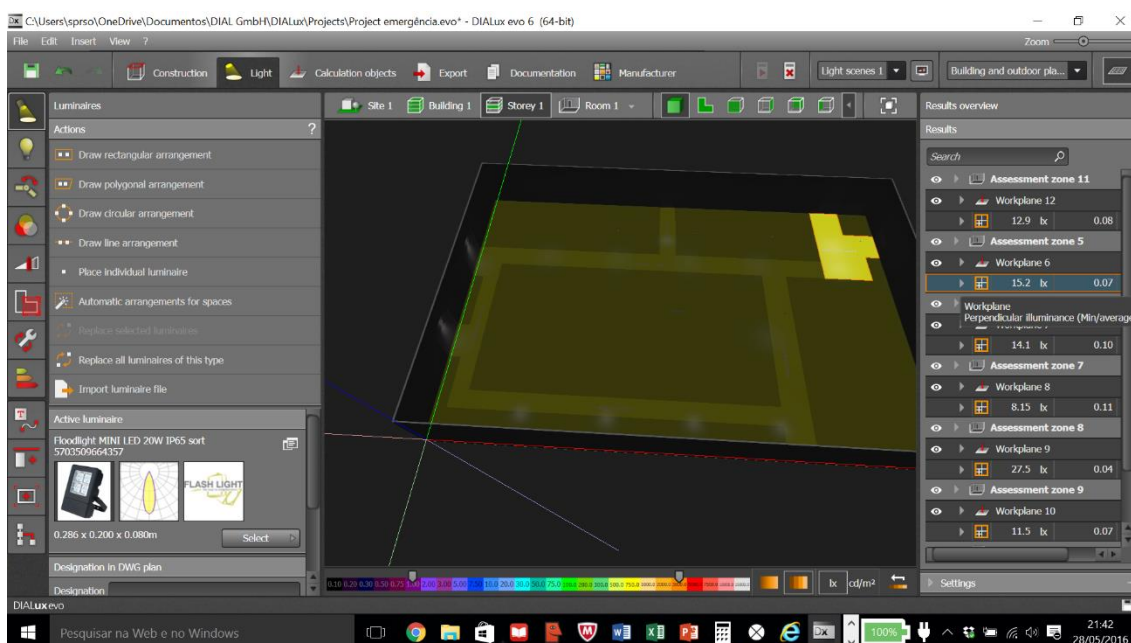 C:\Users\sprso\OneDrive\Documentos\DIAL GmbH\DIALux\Projects\Project emergência.evo* - DIALux evo 6 (64-bit)
File Edit Insert View ?
Zoom
Construction Light Calculation objects Export Documentation Manufacturer Light scenes 1 Building and outdoor pla...
Luminaires
Site 1 Building 1 Storey 1 Room 1
Results overview
Actions ?
Results
Draw rectangular arrangement
Search
Draw polygonal arrangement
Assessment zone 11
Workplane 12
Draw circular arrangement
12.9 lx 0.08
Draw line arrangement
Assessment zone 5
Workplane 6
Place individual luminaire
15.2 lx 0.07
Automatic arrangements for spaces
Workplane
Perpendicular illuminance (Min/average
Replace selected luminaires
14.1 lx 0.10
Replace all luminaires of this type
Assessment zone 7
Workplane 8
Import luminaire file
8.15 lx 0.11
Active luminaire
Assessment zone 8
Floodlight MINI LED 20W IP65 sort
5703509664357
Workplane 9
27.5 lx 0.04
FLASH LIGHT
Assessment zone 9
Workplane 10
0.286 x 0.200 x 0.080m Select
11.5 lx 0.07
Designation in DWG plan
Designation
lx cd/m²
Settings
DIALux evo
Pesquisar na Web e no Windows
100%
21:42
28/05/2016